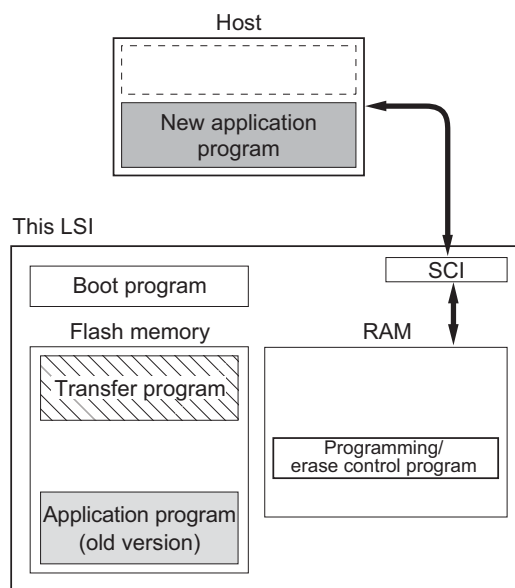 Host
New application
program
This LSI
SCI
Boot program
Flash memory
RAM
Transfer program
Programming/
erase control program
Application program
(old version)